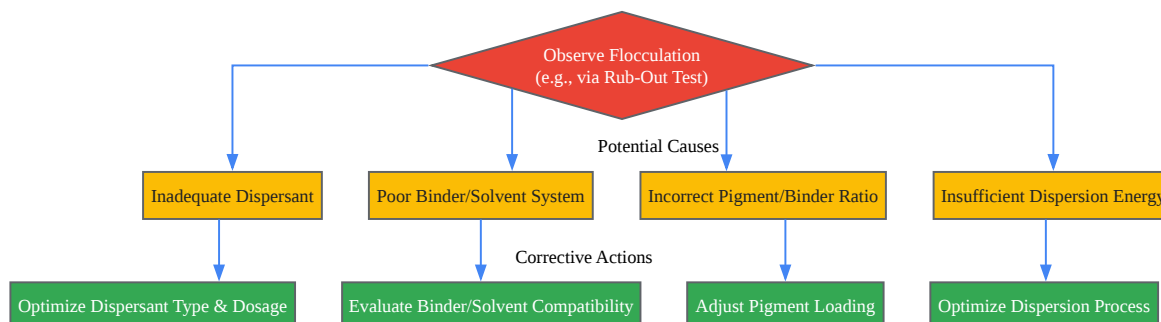 Observe Flocculation
(e.g., via Rub-Out Test)
Potential Causes
Inadequate Dispersant
Poor Binder/Solvent System
Incorrect Pigment/Binder Ratio
Insufficient Dispersion Energy
Corrective Actions
Optimize Dispersant Type & Dosage
Evaluate Binder/Solvent Compatibility
Adjust Pigment Loading
Optimize Dispersion Process